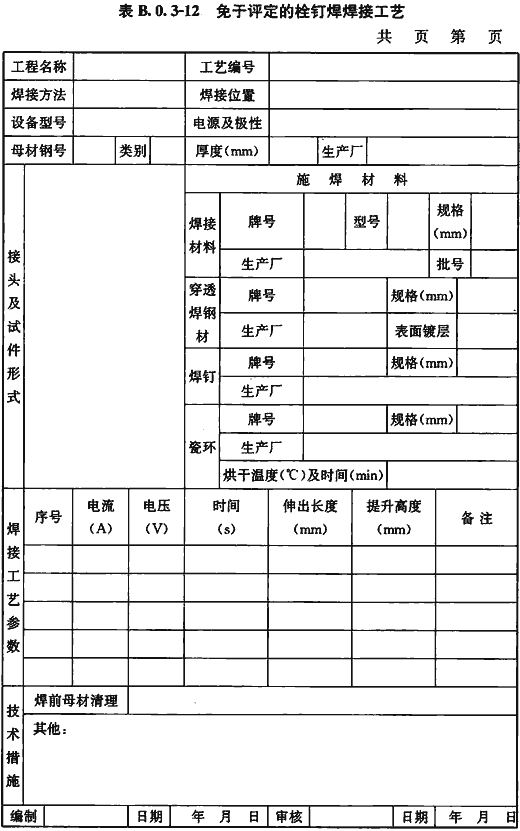 表 B.0.3-12 免于评定的栓钉焊焊接工艺
共 页 第 页
工程名称 工艺编号
焊接方法 焊接位置
设备型号 电源及极性
母材钢号 类别 厚度(mm) 生产厂
接头及试件形式
施焊材料
焊接材料 牌号 型号 规格(mm)
生产厂 批号
穿透焊钢材 牌号 规格(mm)
生产厂 表面镀层
焊钉 牌号 规格(mm)
生产厂
瓷环 牌号 规格(mm)
生产厂
烘干温度(℃)及时间(min)
焊接工艺参数
序号 电流(A) 电压(V) 时间(s) 伸出长度(mm) 提升高度(mm) 备注
技术措施
焊前母材清理
其他：
编制 日期 年 月 日 审核 日期 年 月 日